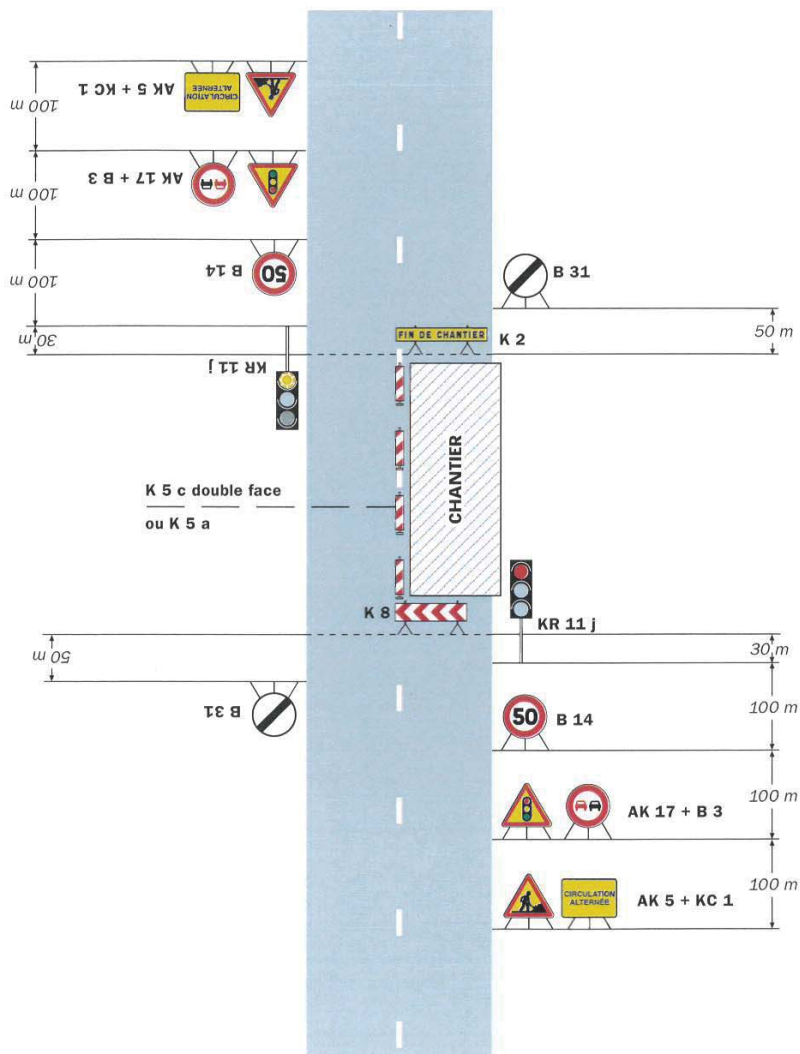 AK 5 + KC 1
CIRCULATION
ALTERNÉE
100 m
AK 17 + B 3
100 m
B 14
50
100 m
30 m
KR 11 j
B 31
50 m
FIN DE CHANTIER
K 2
CHANTIER
K 5 c double face
ou K 5 a
K 8
KR 11 j
30 m
50 m
B 31
50
B 14
100 m
AK 17 + B 3
100 m
CIRCULATION
ALTERNÉE
AK 5 + KC 1
100 m